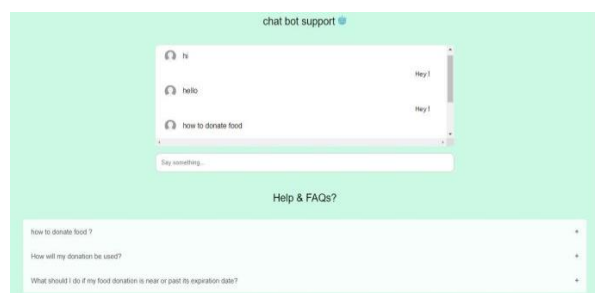 chat bot support
hi
Hey!
hello
Hey!
how to donate food
Say something...
Help & FAQs?
how to donate food ?
+
How will my donation be used?
+
What should I do if my food donation is near or past its expiration date?
+